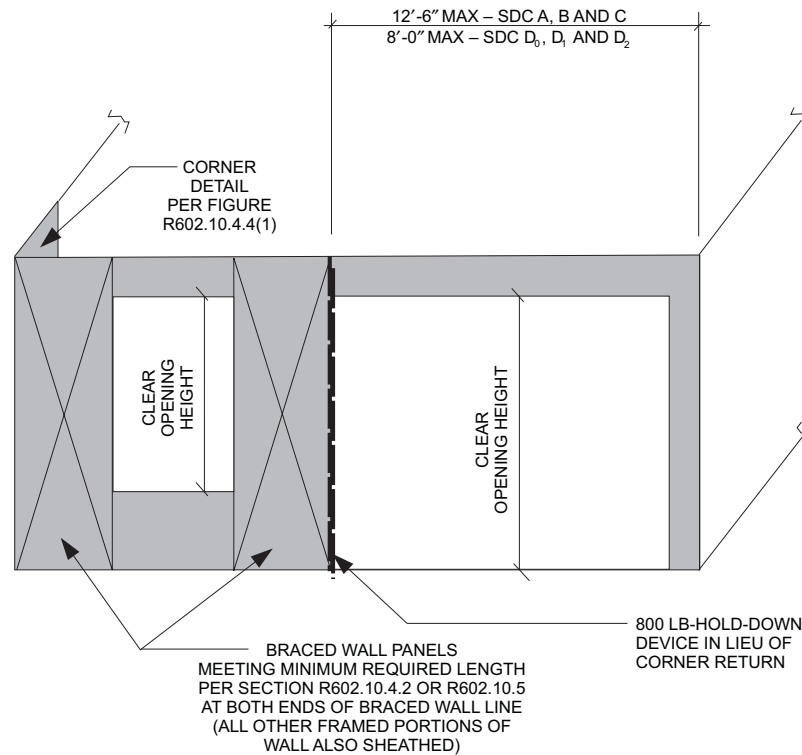 12′-6″ MAX – SDC A, B AND C
8′-0″ MAX – SDC D₀, D₁ AND D₂
CORNER
DETAIL
PER FIGURE
R602.10.4.4(1)
CLEAR
OPENING
HEIGHT
CLEAR
OPENING HEIGHT
800 LB-HOLD-DOWN
DEVICE IN LIEU OF
CORNER RETURN
BRACED WALL PANELS
MEETING MINIMUM REQUIRED LENGTH
PER SECTION R602.10.4.2 OR R602.10.5
AT BOTH ENDS OF BRACED WALL LINE
(ALL OTHER FRAMED PORTIONS OF
WALL ALSO SHEATHED)